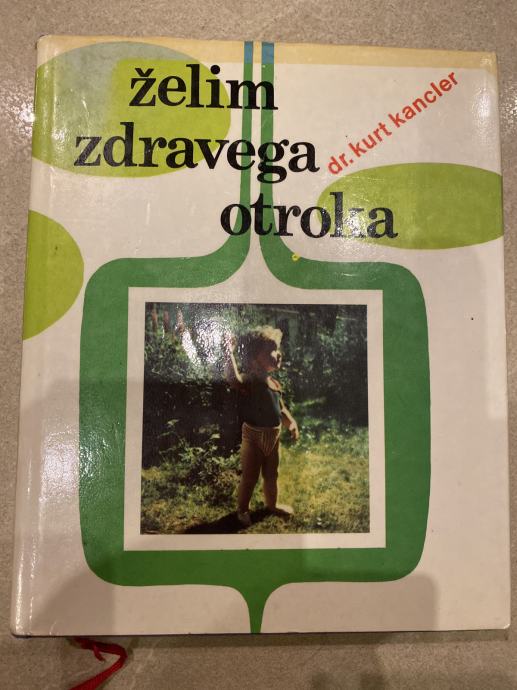 želim
zdravega
dr. kurt kancler
otroka